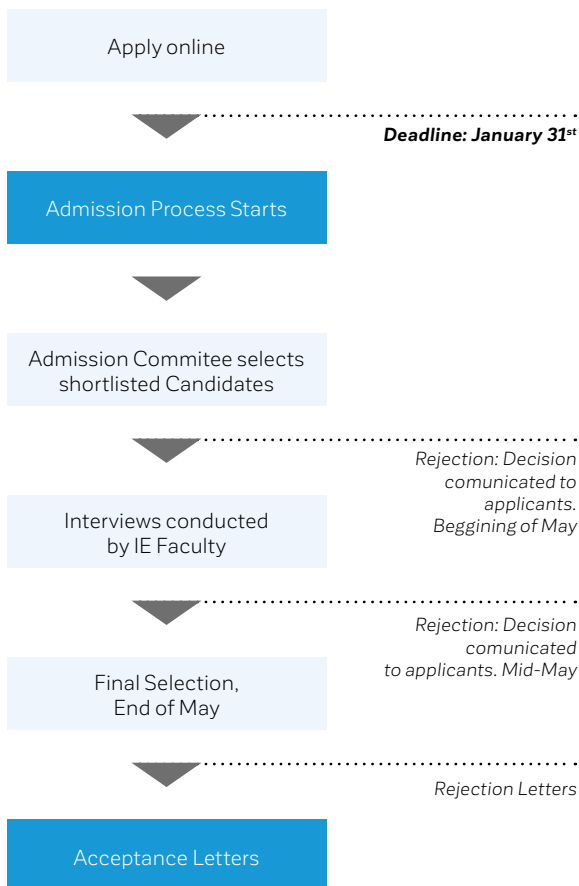 Apply online
Deadline: January 31st
Admission Process Starts
Admission Commitee selects
shortlisted Candidates
Rejection: Decision
comunicated to
applicants.
Beggining of May
Interviews conducted
by IE Faculty
Rejection: Decision
comunicated
to applicants. Mid-May
Final Selection,
End of May
Rejection Letters
Acceptance Letters